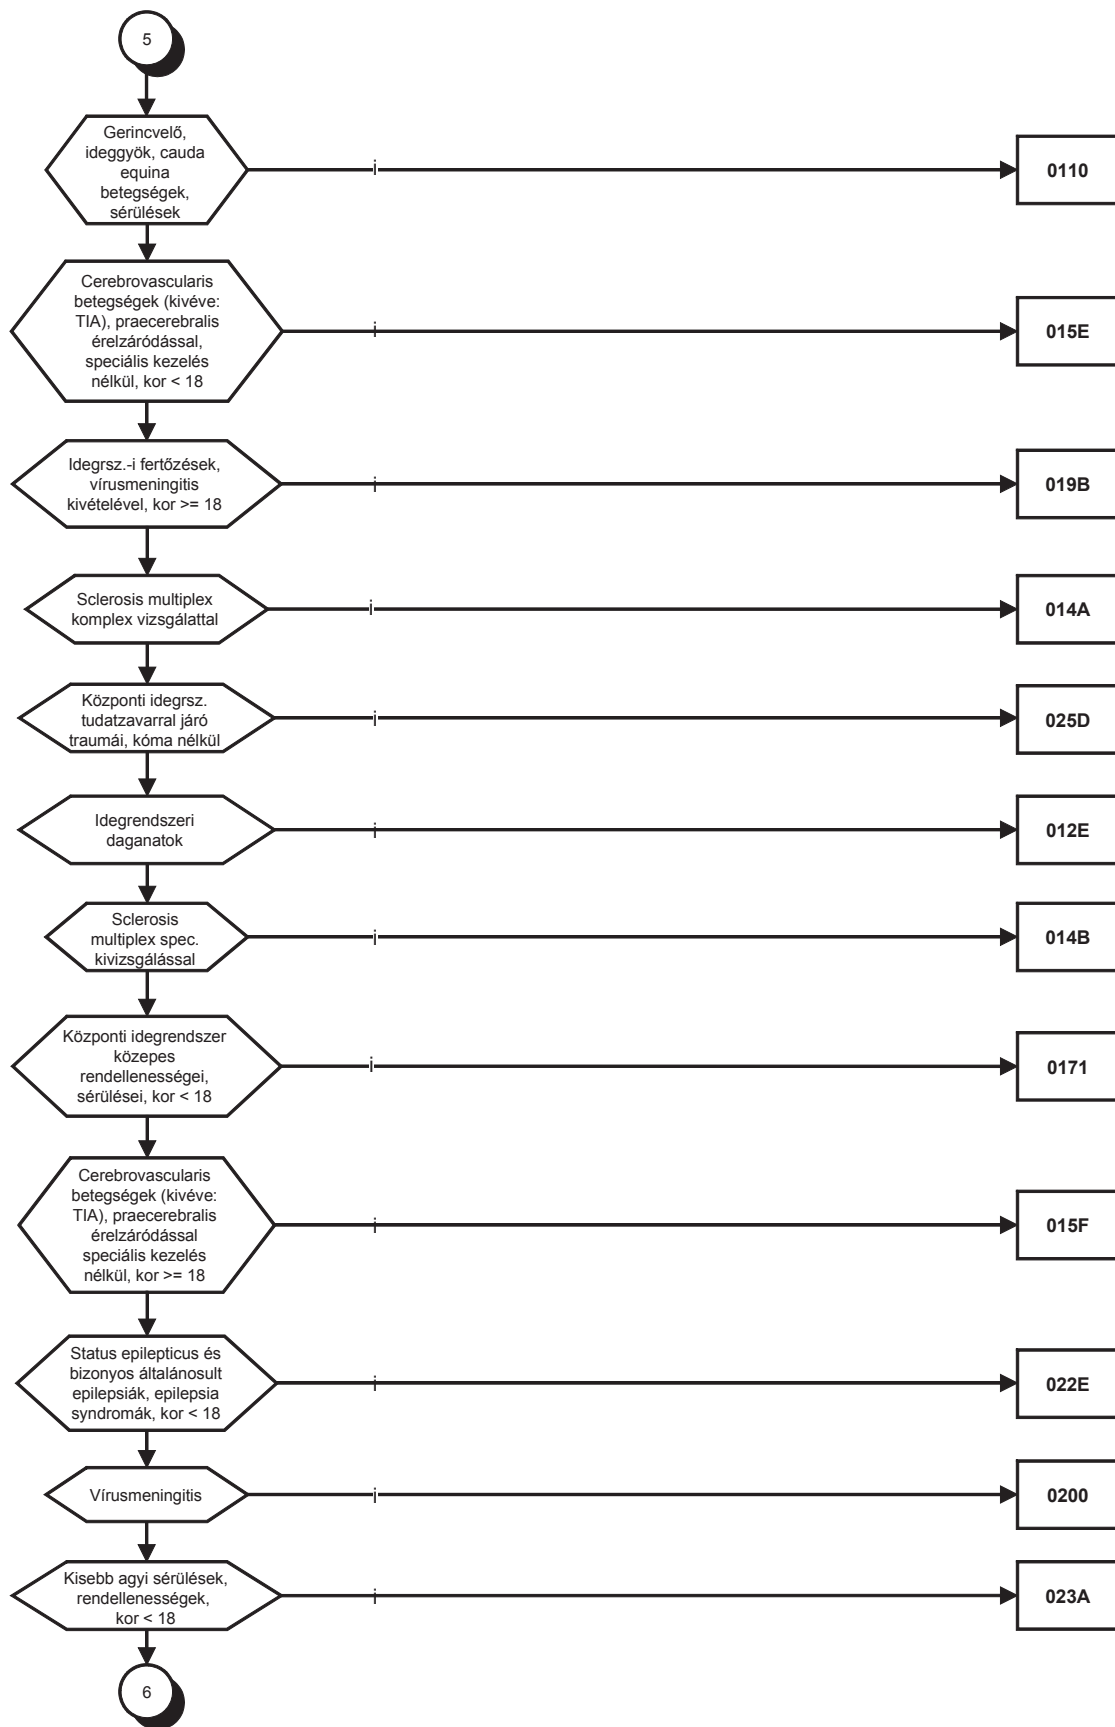 5
Gerincvelő,
ideggyök, cauda
equina
betegségek,
sérülések
i
0110
Cerebrovascularis
betegségek (kivéve:
TIA), praecerebralis
érelzáródással,
speciális kezelés
nélkül, kor < 18
i
015E
Idegrsz.-i fertőzések,
vírusmeningitis
kivételével, kor >= 18
i
019B
Sclerosis multiplex
komplex vizsgálattal
i
014A
Központi idegrsz.
tudatzavarral járó
traumái, kóma nélkül
i
025D
Idegrendszeri
daganatok
i
012E
Sclerosis
multiplex spec.
kivizsgálással
i
014B
Központi idegrendszer
közepes
rendellenességei,
sérülései, kor < 18
i
0171
Cerebrovascularis
betegségek (kivéve:
TIA), praecerebralis
érelzáródással
speciális kezelés
nélkül, kor >= 18
i
015F
Status epilepticus és
bizonyos általánosult
epilepsiák, epilepsia
syndromák, kor < 18
i
022E
Vírusmeningitis
i
0200
Kisebb agyi sérülések,
rendellenességek,
kor < 18
i
023A
6